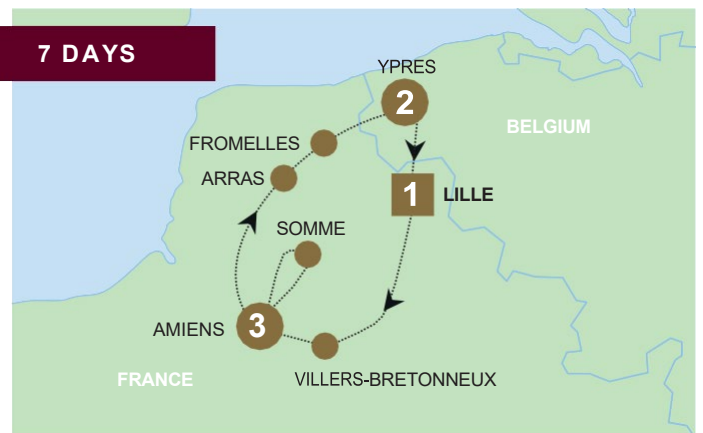 7 DAYS
YPRES
2
BELGIUM
FROMELLES
ARRAS
1
LILLE
SOMME
AMIENS
3
FRANCE
VILLERS-BRETONNEUX